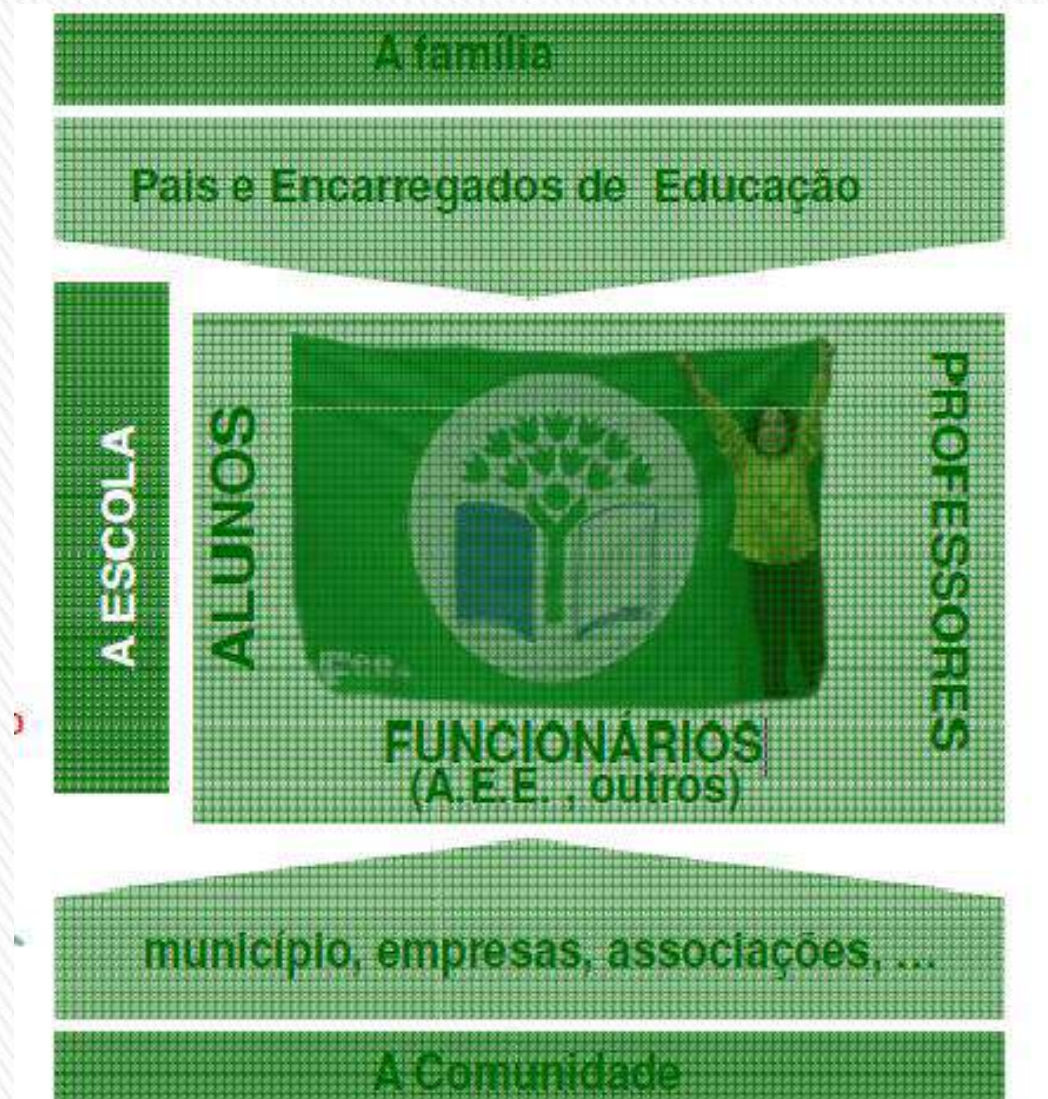 A família
Pais e Encarregados de Educação
A ESCOLA
ALUNOS
PROFESSORES
FUNCIONÁRIOS
(A.E.E. , outros)
município, empresas, associações, ...
A Comunidade